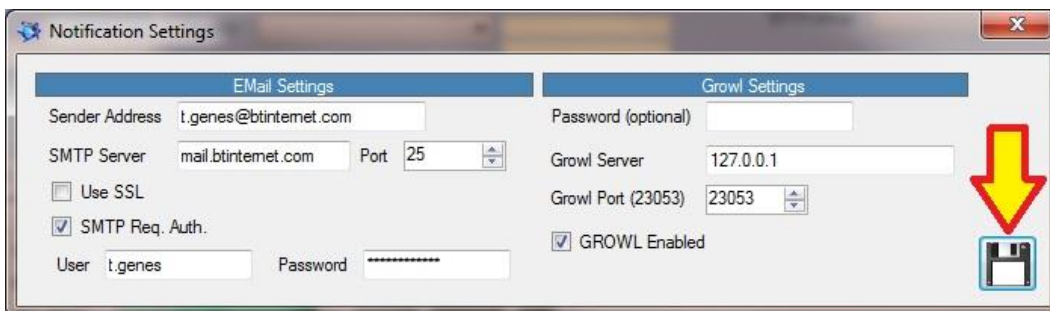 Notification Settings
EMail Settings
Sender Address t.genes@btinternet.com
SMTP Server mail.btinternet.com Port 25
Use SSL
SMTP Req. Auth.
User t.genes Password ************
Growl Settings
Password (optional)
Growl Server 127.0.0.1
Growl Port (23053) 23053
GROWL Enabled